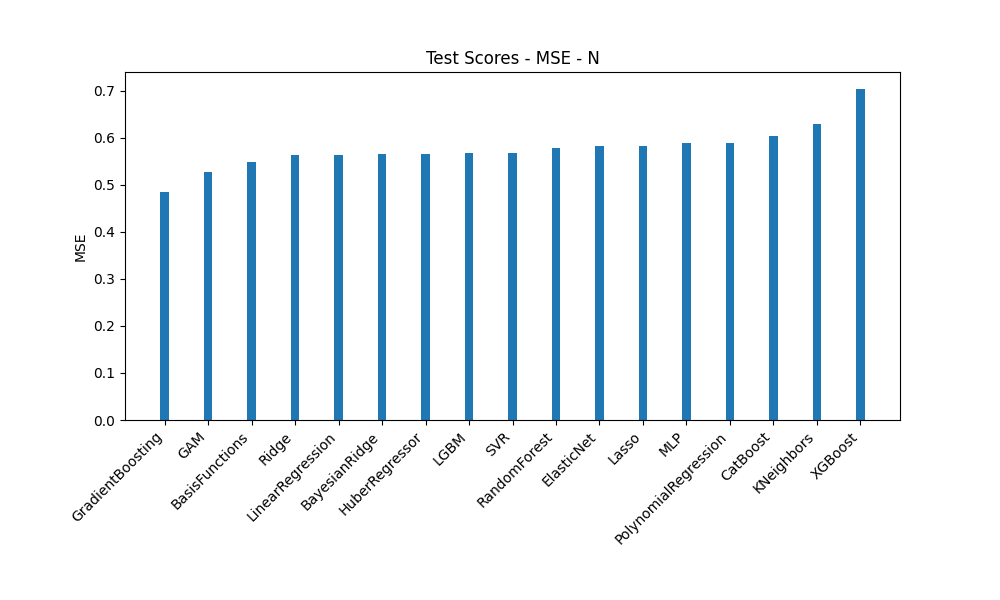 Test Scores - MSE - N
MSE
0.7
0.6
0.5
0.4
0.3
0.2
0.1
0.0
GradientBoosting
GAM
BasisFunctions
Ridge
LinearRegression
BayesianRidge
HuberRegressor
LGBM
SVR
RandomForest
ElasticNet
Lasso
MLP
PolynomialRegression
CatBoost
KNeighbors
XGBoost